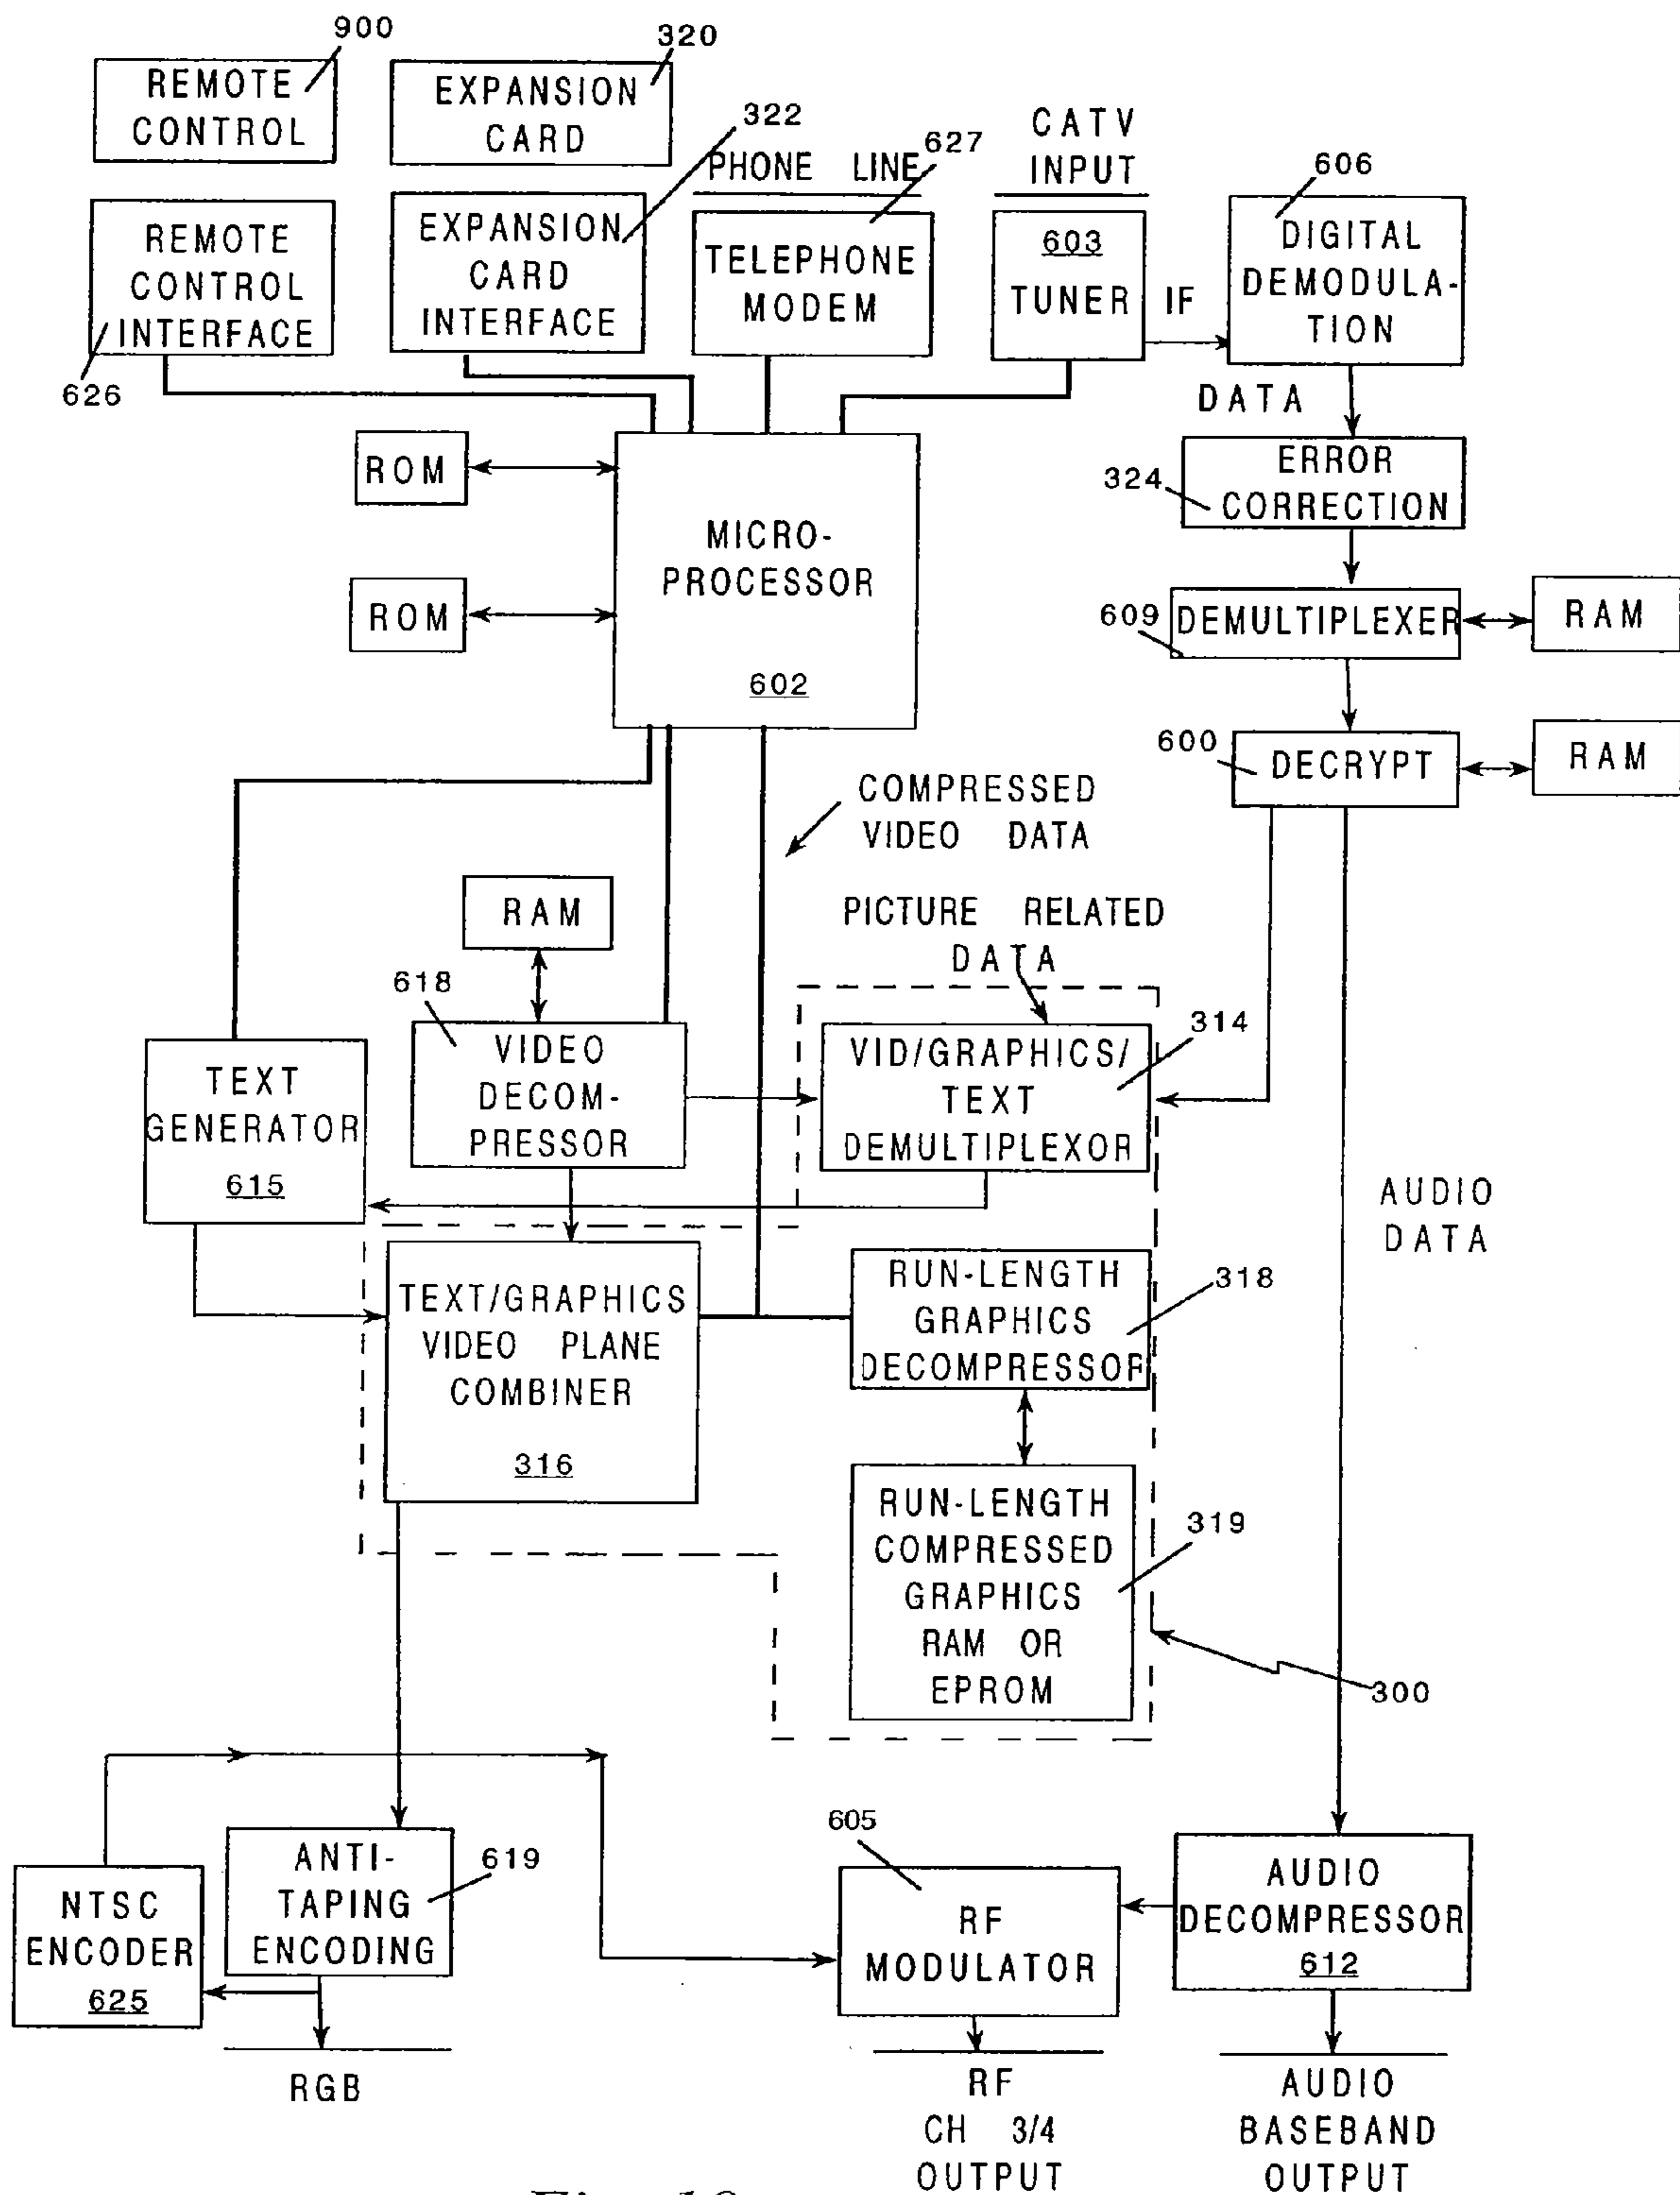 900
REMOTE
CONTROL
320
EXPANSION
CARD
322
PHONE LINE
627
CATV
INPUT
606
REMOTE
CONTROL
INTERFACE
626
EXPANSION
CARD
INTERFACE
TELEPHONE
MODEM
603
TUNER
IF
DIGITAL
DEMODULA-
TION
DATA
ROM
ROM
MICRO-
PROCESSOR
602
324
ERROR
CORRECTION
609
DEMULTIPLEXER
RAM
600
DECRYPT
RAM
COMPRESSED
VIDEO DATA
PICTURE RELATED
DATA
RAM
618
VIDEO
DECOM-
PRESSOR
314
VID/GRAPHICS/
TEXT
DEMULTIPLEXOR
TEXT
GENERATOR
615
AUDIO
DATA
TEXT/GRAPHICS
VIDEO PLANE
COMBINER
316
RUN-LENGTH
GRAPHICS
DECOMPRESSOR
318
RUN-LENGTH
COMPRESSED
GRAPHICS
RAM OR
EPROM
319
300
NTSC
ENCODER
625
ANTI-
TAPING
ENCODING
619
605
RF
MODULATOR
AUDIO
DECOMPRESSOR
612
RGB
RF
CH 3/4
OUTPUT
AUDIO
BASEBAND
OUTPUT